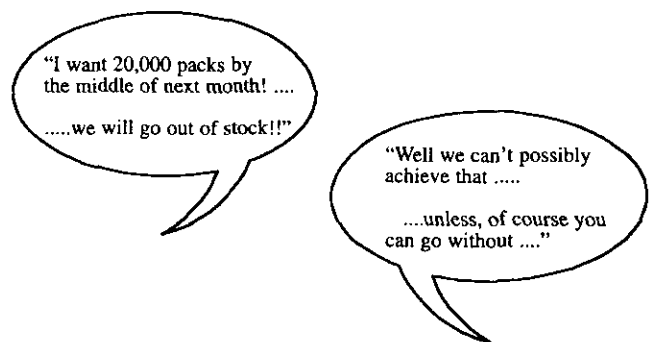 “I want 20,000 packs by
the middle of next month! ....
.....we will go out of stock!!”
“Well we can't possibly
achieve that .....
....unless, of course you
can go without ....”